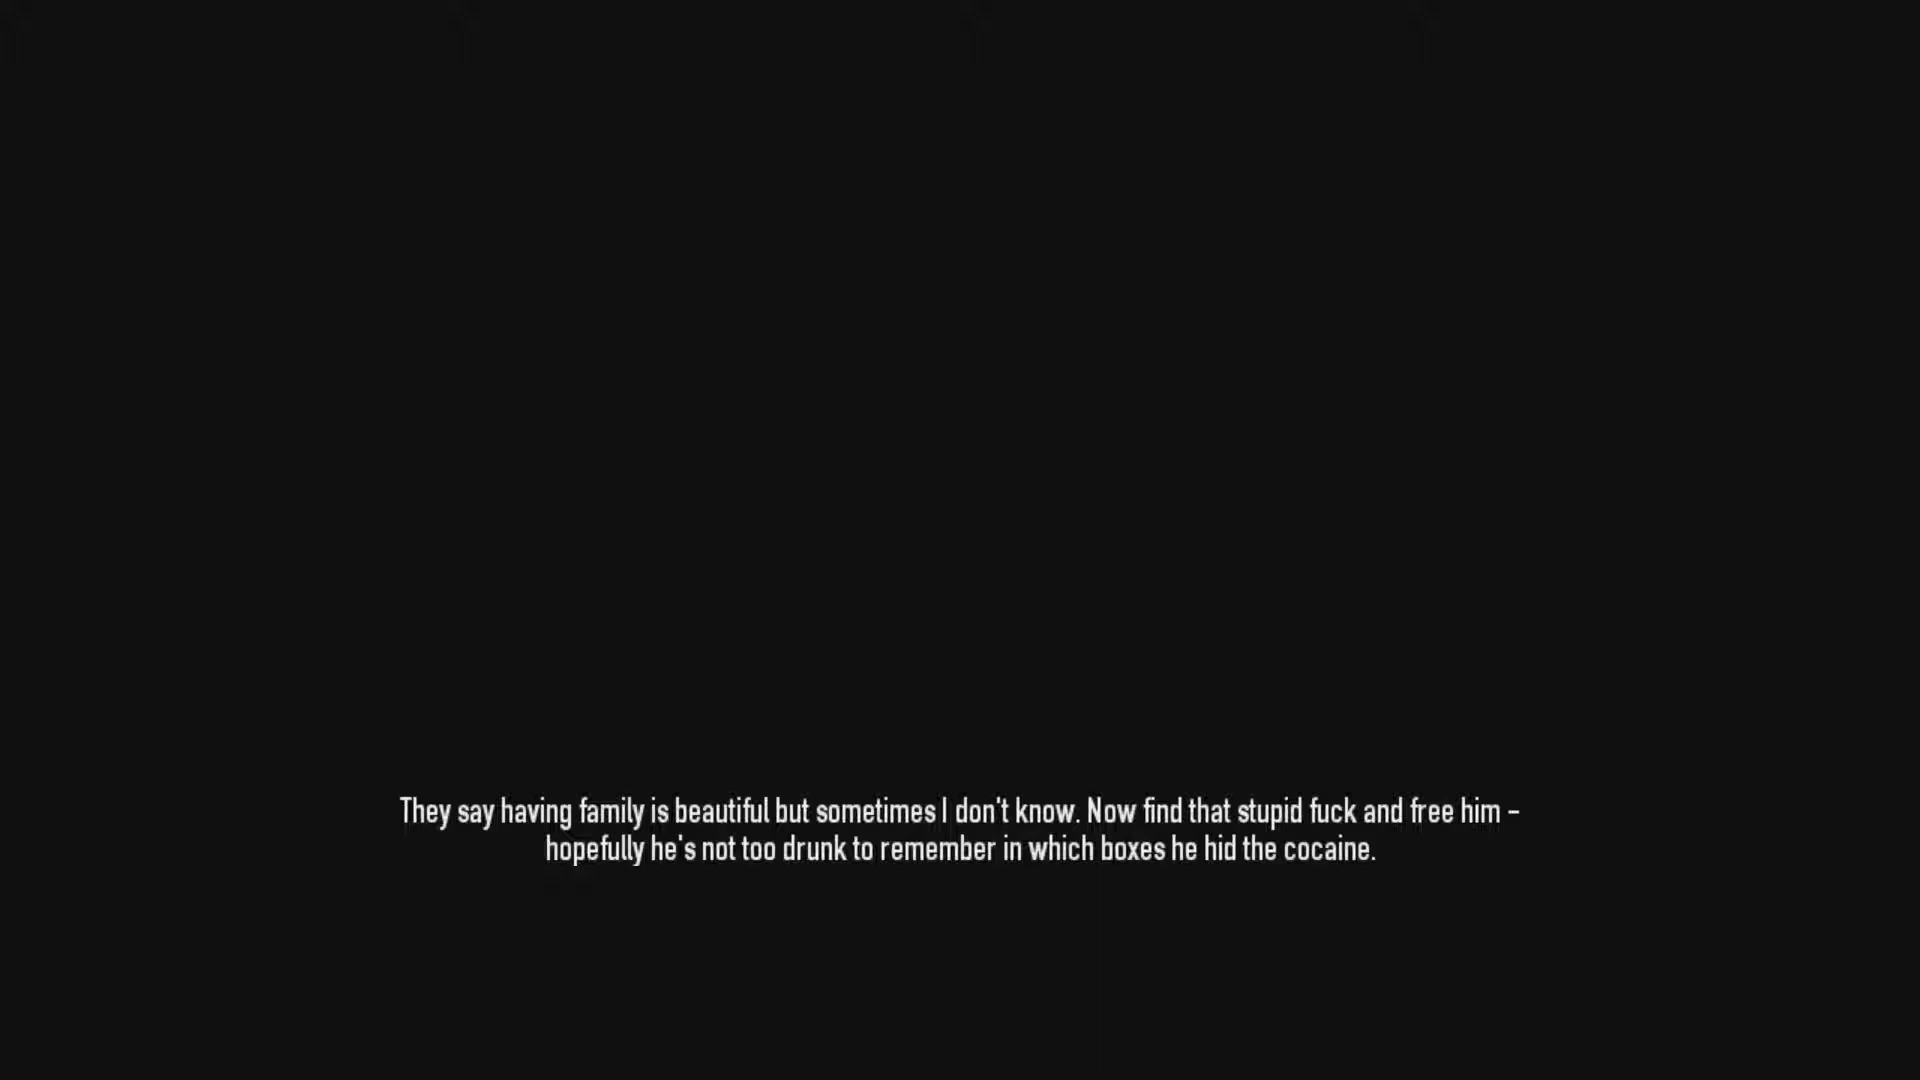 They say having family is beautiful but sometimes I don't know. Now find that stupid fuck and free him -
hopefully he's not too drunk to remember in which boxes he hid the cocaine.